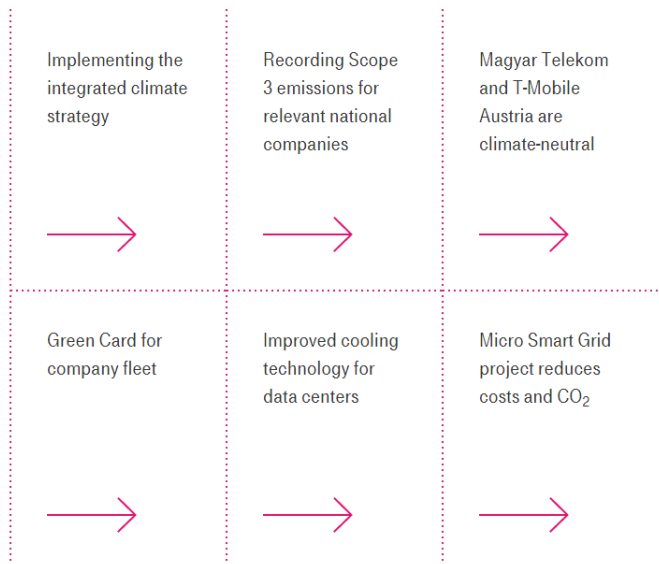 Implementing the
integrated climate
strategy
Recording Scope
3 emissions for
relevant national
companies
Magyar Telekom
and T-Mobile
Austria are
climate-neutral
Green Card for
company fleet
Improved cooling
technology for
data centers
Micro Smart Grid
project reduces
costs and CO₂